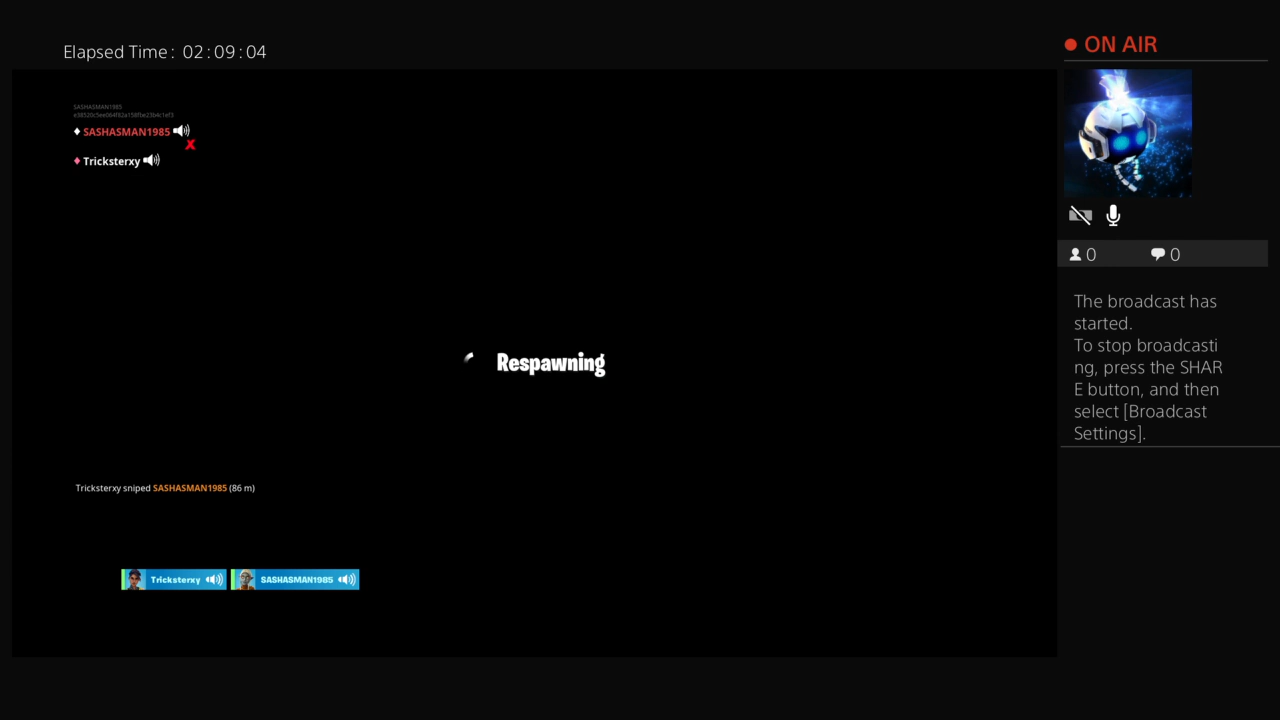 Elapsed Time: 02:09:04
ON AIR
SASHASMAN1985
SASHASMAN1985
X
Tricksterxy
0 0
The broadcast has
started.
To stop broadcasti
ng, press the SHAR
E button, and then
select [Broadcast
Settings].
Respawning
Tricksterxy sniped SASHASMAN1985 (86 m)
Tricksterxy SASHASMAN1985